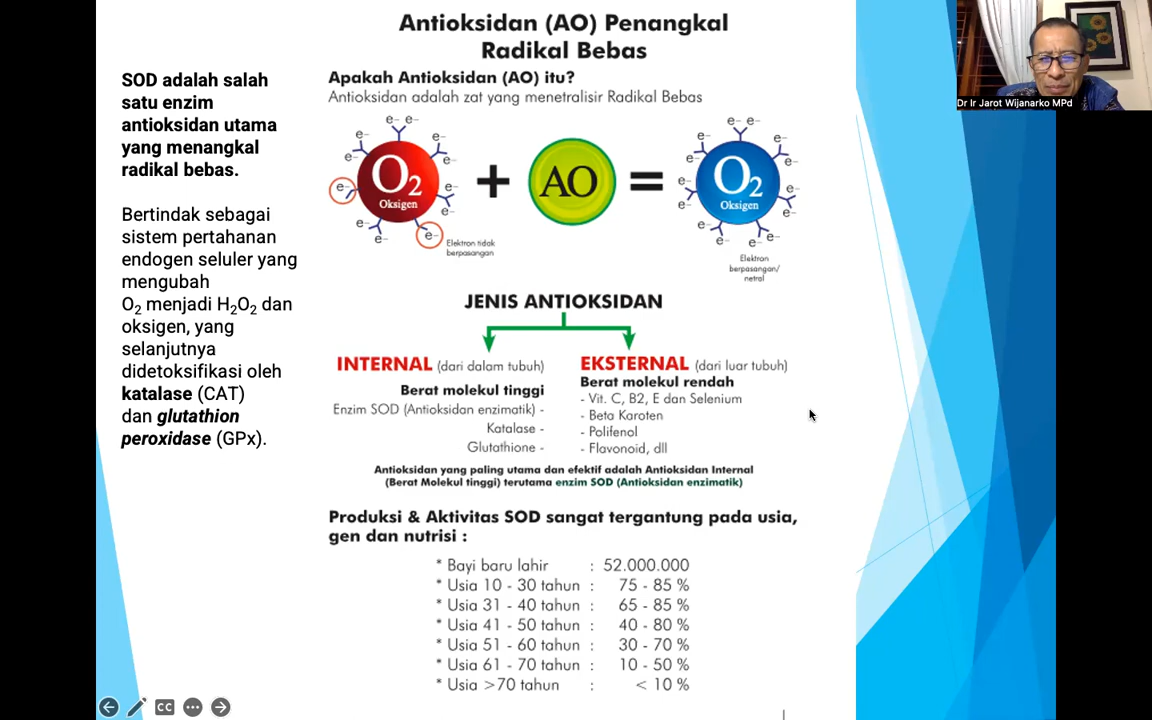 Antioksidan (AO) Penangkal
Radikal Bebas
SOD adalah salah
satu enzim
antioksidan utama
yang menangkal
radikal bebas.
Bertindak sebagai
sistem pertahanan
endogen seluler yang
mengubah
O₂ menjadi H₂O₂ dan
oksigen, yang
selanjutnya
didetoksifikasi oleh
katalase (CAT)
dan glutathion
peroxidase (GPx).
Apakah Antioksidan (AO) itu?
Antioksidan adalah zat yang menetralisir Radikal Bebas
e- e-
e- e-
e- e-
e- e-
e- e-
e- e-
O₂
Oksigen
Elektron tidak
berpasangan
+
AO
=
e- e-
e- e-
e- e-
e- e-
e- e-
e- e-
e-
O₂
Oksigen
Elektron
berpasangan/
netral
JENIS ANTIOKSIDAN
INTERNAL (dari dalam tubuh)
Berat molekul tinggi
Enzim SOD (Antioksidan enzimatik) -
Katalase -
Glutathione -
EKSTERNAL (dari luar tubuh)
Berat molekul rendah
- Vit. C, B2, E dan Selenium
- Beta Karoten
- Polifenol
- Flavonoid, dll
Antioksidan yang paling utama dan efektif adalah Antioksidan Internal
(Berat Molekul tinggi) terutama enzim SOD (Antioksidan enzimatik)
Produksi & Aktivitas SOD sangat tergantung pada usia,
gen dan nutrisi :
* Bayi baru lahir : 52.000.000
* Usia 10 - 30 tahun : 75 - 85 %
* Usia 31 - 40 tahun : 65 - 85 %
* Usia 41 - 50 tahun : 40 - 80 %
* Usia 51 - 60 tahun : 30 - 70 %
* Usia 61 - 70 tahun : 10 - 50 %
* Usia >70 tahun : < 10 %
CC
Dr Ir Jarot Wijanarko MPd